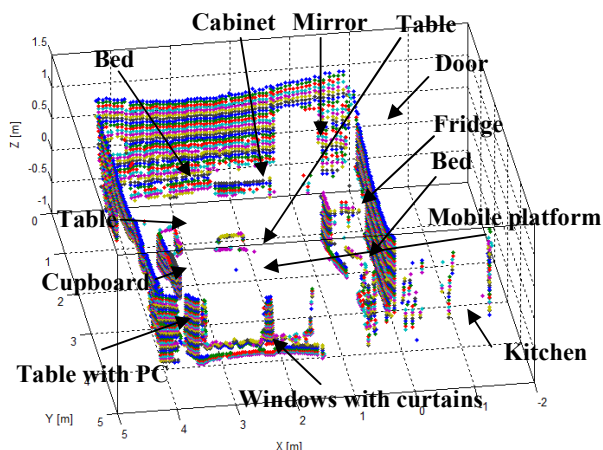 Cabinet Mirror Table
Bed
Door
Fridge
Bed
Table
Mobile platform
Cupboard
Kitchen
Table with PC
Windows with curtains
1.5
1
0.5
0
-0.5
-1
Z [m]
0
1
2
3
4
5
Y [m]
5
4
3
2
1
0
-1
-2
X [m]